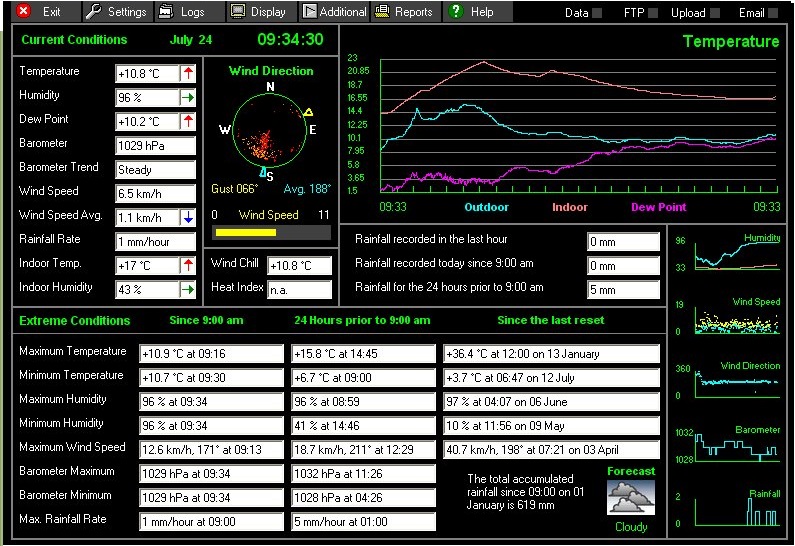 Exit Settings Logs Display Additional Reports Help Data FTP Upload Email
Current Conditions July 24 09:34:30
Temperature +10.8 °C
Humidity 96 %
Dew Point +10.2 °C
Barometer 1029 hPa
Barometer Trend Steady
Wind Speed 6.5 km/h
Wind Speed Avg. 1.1 km/h
Rainfall Rate 1 mm/hour
Indoor Temp. +17 °C
Indoor Humidity 43 %
Wind Direction
N
W E
S
Gust 066° Avg. 188°
0 Wind Speed 11
Wind Chill +10.8 °C
Heat Index n.a.
Temperature
23
20.85
18.7
16.55
14.4
12.25
10.1
7.95
5.8
3.65
1.5
09:33 Outdoor Indoor Dew Point 09:33
Rainfall recorded in the last hour 0 mm
Rainfall recorded today since 9:00 am 0 mm
Rainfall for the 24 hours prior to 9:00 am 5 mm
Humidity
96
33
Wind Speed
19
0
Wind Direction
360
0
Barometer
1032
1028
Rainfall
2
0
Extreme Conditions Since 9:00 am 24 Hours prior to 9:00 am Since the last reset
Maximum Temperature +10.9 °C at 09:16 +15.8 °C at 14:45 +36.4 °C at 12:00 on 13 January
Minimum Temperature +10.7 °C at 09:30 +6.7 °C at 09:00 +3.7 °C at 06:47 on 12 July
Maximum Humidity 96 % at 09:34 96 % at 08:59 97 % at 04:07 on 06 June
Minimum Humidity 96 % at 09:34 41 % at 14:46 10 % at 11:56 on 09 May
Maximum Wind Speed 12.6 km/h, 171° at 09:13 18.7 km/h, 211° at 12:29 40.7 km/h, 198° at 07:21 on 03 April
Barometer Maximum 1029 hPa at 09:34 1032 hPa at 11:26
Barometer Minimum 1029 hPa at 09:34 1028 hPa at 04:26
Max. Rainfall Rate 1 mm/hour at 09:00 5 mm/hour at 01:00
The total accumulated
rainfall since 09:00 on 01
January is 619 mm
Forecast
Cloudy